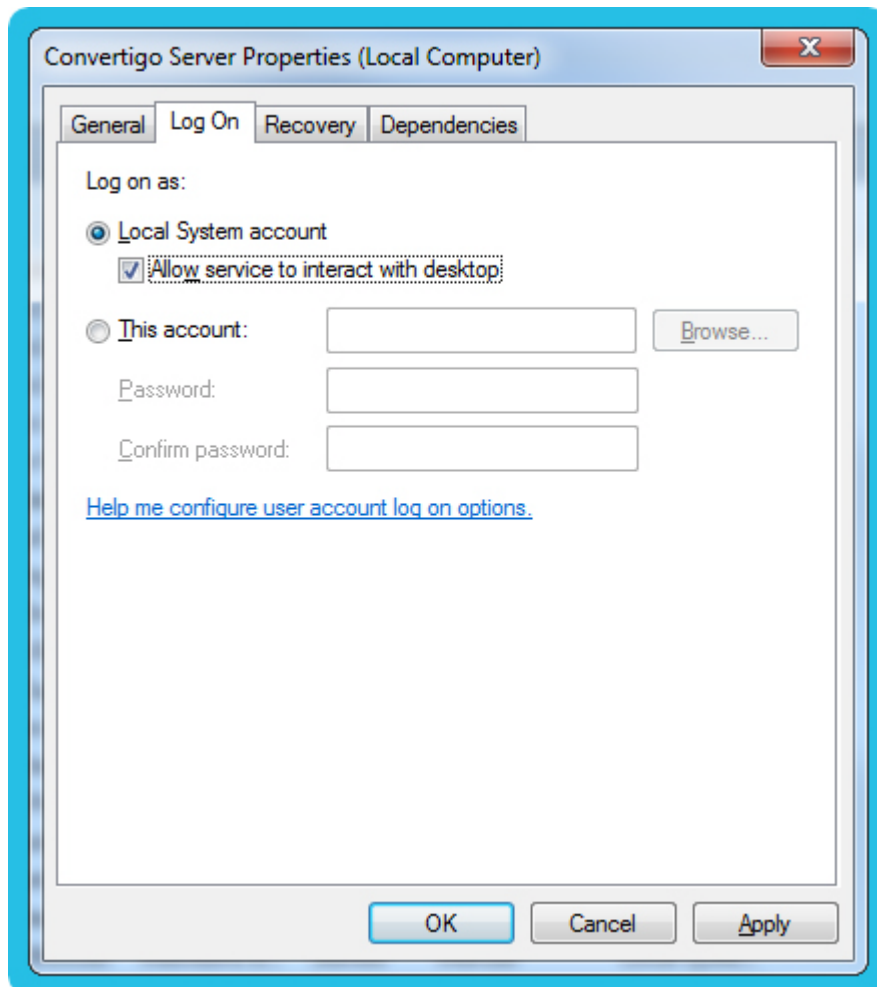 Convertigo Server Properties (Local Computer)
General Log On Recovery Dependencies
Log on as:
Local System account
Allow service to interact with desktop
This account: Browse...
Password:
Confirm password:
Help me configure user account log on options.
OK Cancel Apply